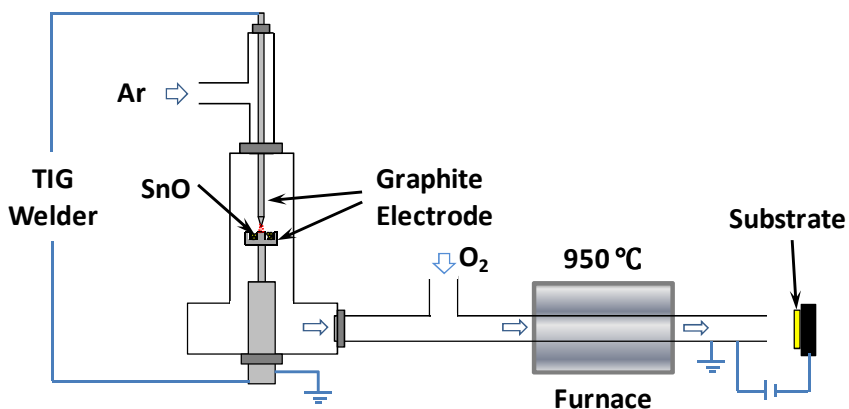 Ar
TIG
Welder
SnO
Graphite
Electrode
O₂
950 ℃
Substrate
Furnace